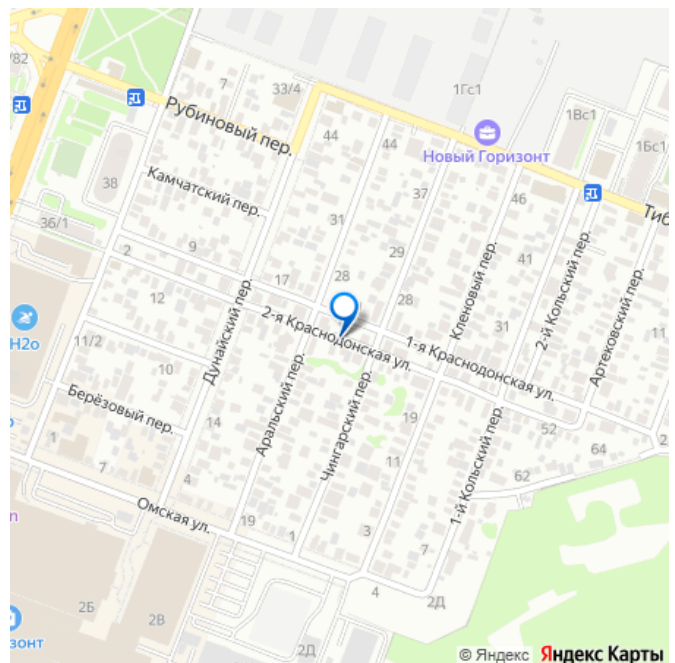 /82
7
33/4
1Гс1
1Вс1
1Бс1
Рубиновый пер.
44
44
Новый Горизонт
38
Камчатский пер.
37
46
Тиб
36/1
31
2
9
29
41
17
28
28
Кленовый пер.
2-й Кольский пер.
Артековский пер.
12
Дунайский пер.
2-я Краснодонская ул.
31
11
Н2о
11/2
1-я Краснодонская ул.
10
Берёзовый пер.
Аральский пер.
Чингарский пер.
14
19
52
1
7
4
11
1-й Кольский пер.
64
2
62
Омская ул.
19
1
3
7
4
2Д
2Б
2В
2Д
зонт
© Яндекс Яндекс Карты